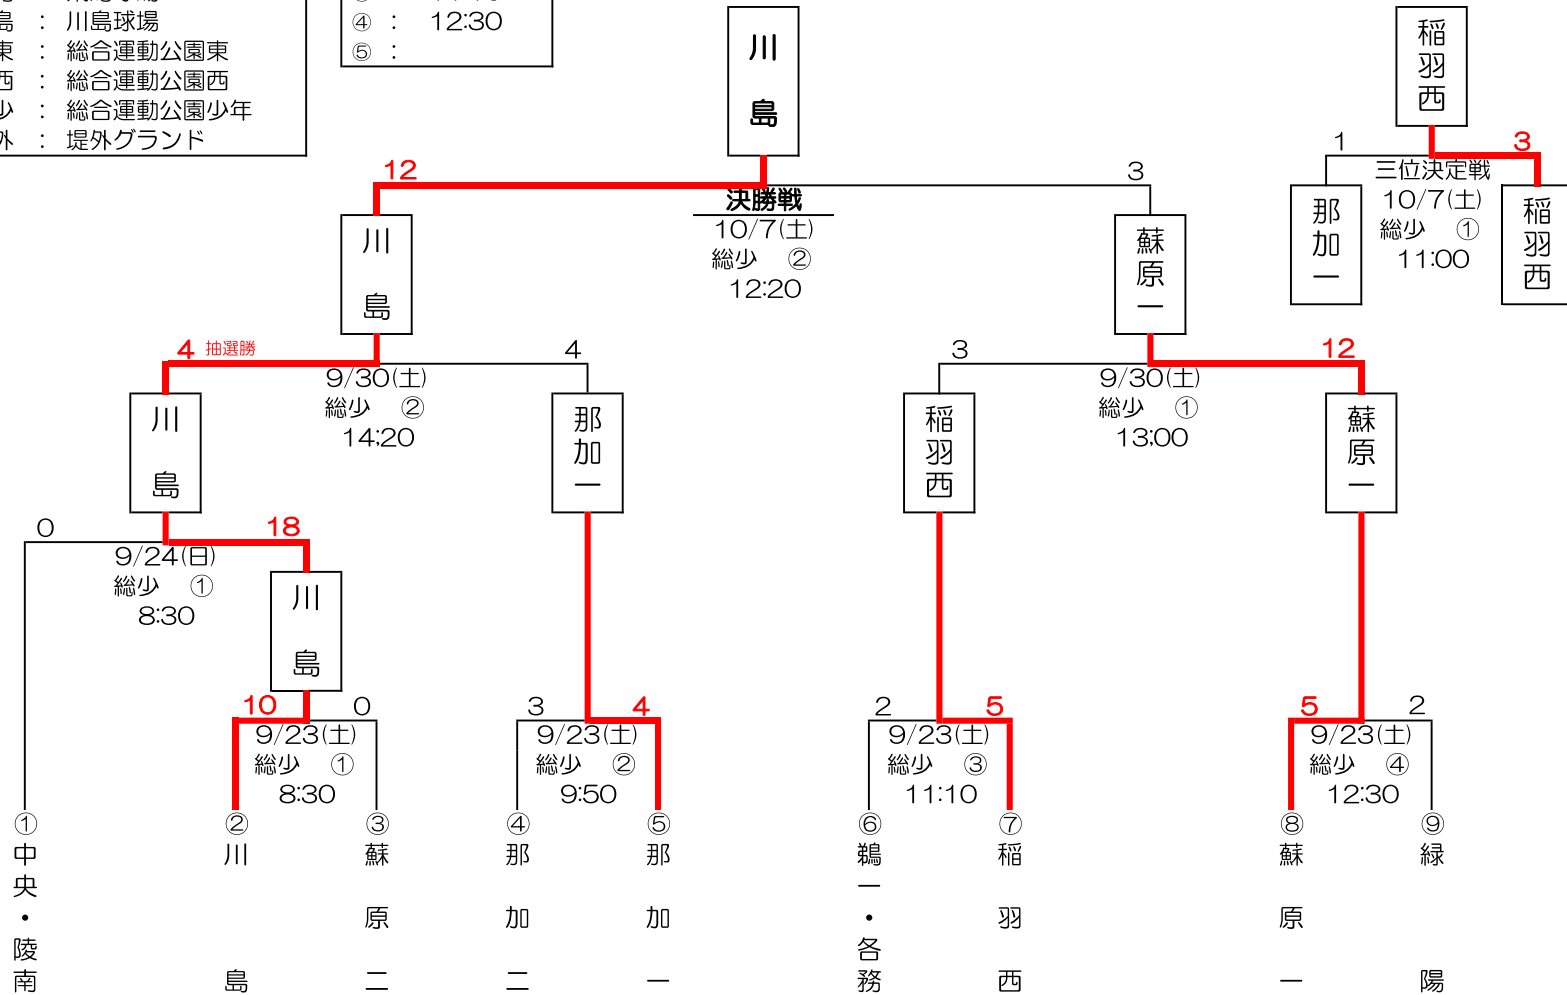 島 : 川島球場
東 : 総合運動公園東
西 : 総合運動公園西
少 : 総合運動公園少年
外 : 堤外グランド
④ : 12:30
⑤ :
川島
稲羽西
12
3
決勝戦
10/7(土)
総少 ②
12:20
1
3
三位決定戦
10/7(土)
総少 ①
11:00
那加一
稲羽西
川島
蘇原一
4 抽選勝
4
9/30(土)
総少 ②
14;20
3
12
9/30(土)
総少 ①
13;00
川島
那加一
稲羽西
蘇原一
0
18
9/24(日)
総少 ①
8:30
川島
10
0
9/23(土)
総少 ①
8:30
3
4
9/23(土)
総少 ②
9:50
2
5
9/23(土)
総少 ③
11:10
5
2
9/23(土)
総少 ④
12:30
①中央・陵南
②川島
③蘇原二
④那加二
⑤那加一
⑥鵜一・各務
⑦稲羽西
⑧蘇原一
⑨緑陽